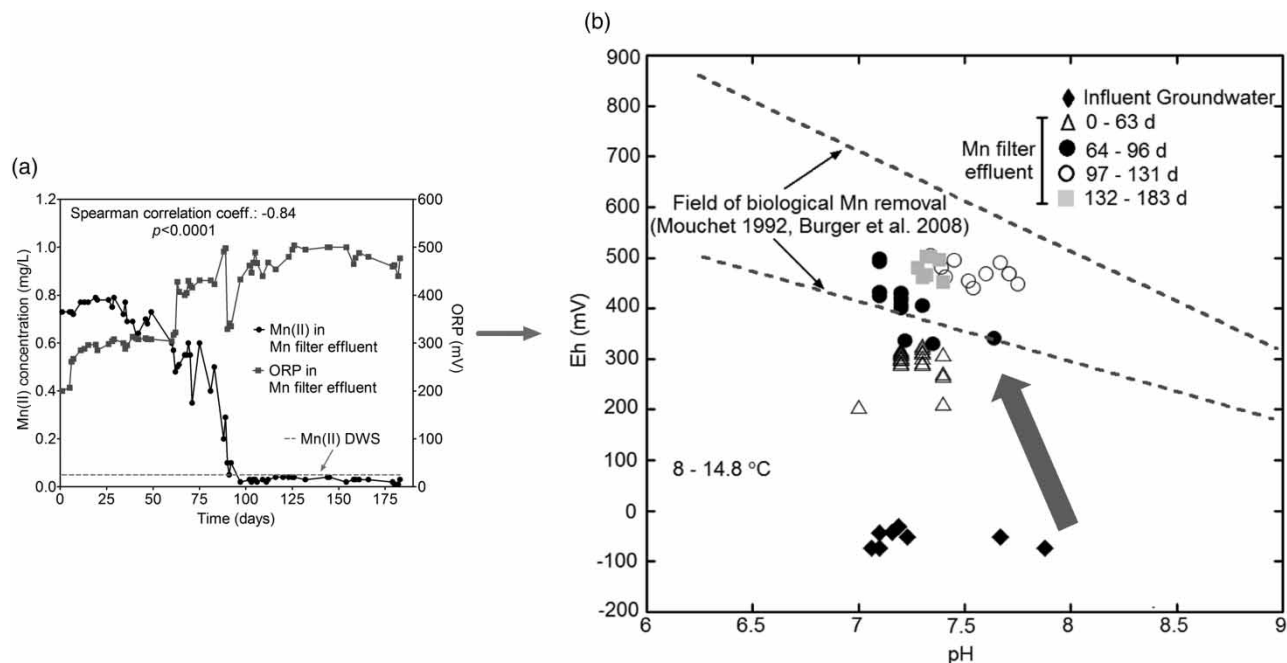 (a)
Spearman correlation coeff.: -0.84
p<0.0001
Mn(II) concentration (mg/L)
1.2
1.0
0.8
0.6
0.4
0.2
0.0
Mn(II) in
Mn filter effluent
ORP in
Mn filter effluent
Mn(II) DWS
600
500
400
300
200
100
0
ORP
(mV)
0
25
50
75
100
125
150
175
Time (days)
(b)
Eh (mV)
900
800
700
600
500
400
300
200
100
0
-100
-200
Influent Groundwater
Mn filter
effluent
0 - 63 d
64 - 96 d
97 - 131 d
132 - 183 d
Field of biological Mn removal
(Mouchet 1992, Burger et al. 2008)
8 - 14.8 °C
6
6.5
7
7.5
8
8.5
9
pH